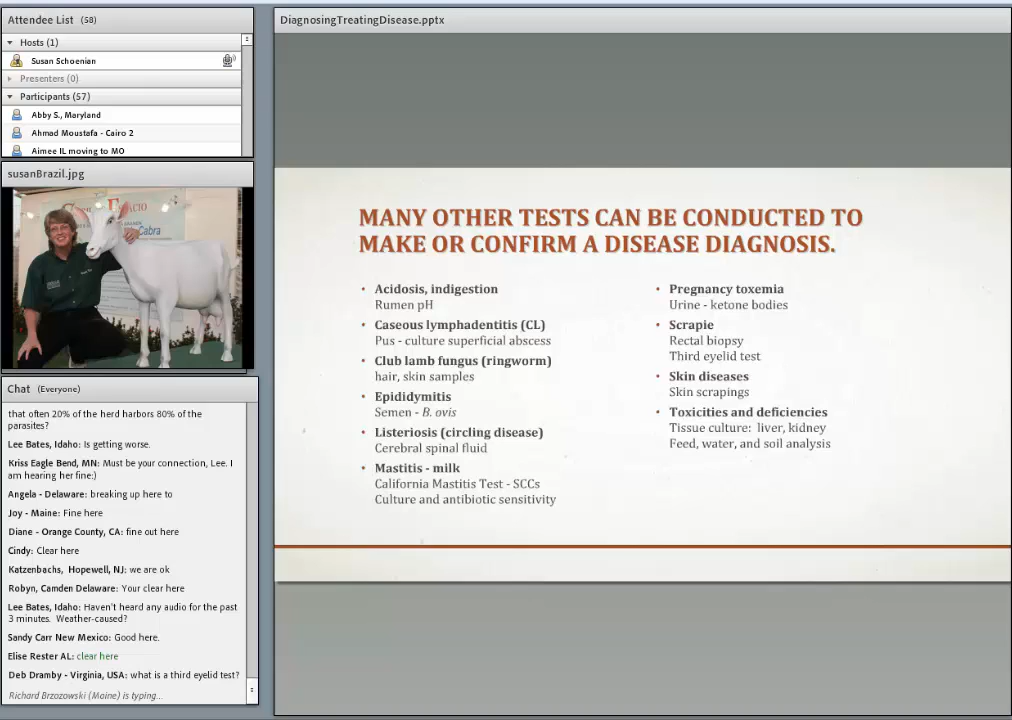 Attendee List (58)
Hosts (1)
Susan Schoenian
Presenters (0)
Participants (57)
Abby S., Maryland
Ahmad Moustafa - Cairo 2
Aimee IL moving to MO
susanBrazil.jpg
Cabra
Chat (Everyone)
that often 20% of the herd harbors 80% of the
parasites?
Lee Bates, Idaho: Is getting worse.
Kriss Eagle Bend, MN: Must be your connection, Lee. I
am hearing her fine:)
Angela - Delaware: breaking up here to
Joy - Maine: Fine here
Diane - Orange County, CA: fine out here
Cindy: Clear here
Katzenbachs, Hopewell, NJ: we are ok
Robyn, Camden Delaware: Your clear here
Lee Bates, Idaho: Haven't heard any audio for the past
3 minutes. Weather-caused?
Sandy Carr New Mexico: Good here.
Elise Rester AL: clear here
Deb Dramby - Virginia, USA: what is a third eyelid test?
Richard Brzozowski (Maine) is typing...
DiagnosingTreatingDisease.pptx
MANY OTHER TESTS CAN BE CONDUCTED TO
MAKE OR CONFIRM A DISEASE DIAGNOSIS.
• Acidosis, indigestion
Rumen pH
• Caseous lymphadentitis (CL)
Pus - culture superficial abscess
• Club lamb fungus (ringworm)
hair, skin samples
• Epididymitis
Semen - B. ovis
• Listeriosis (circling disease)
Cerebral spinal fluid
• Mastitis - milk
California Mastitis Test - SCCs
Culture and antibiotic sensitivity
• Pregnancy toxemia
Urine - ketone bodies
• Scrapie
Rectal biopsy
Third eyelid test
• Skin diseases
Skin scrapings
• Toxicities and deficiencies
Tissue culture: liver, kidney
Feed, water, and soil analysis